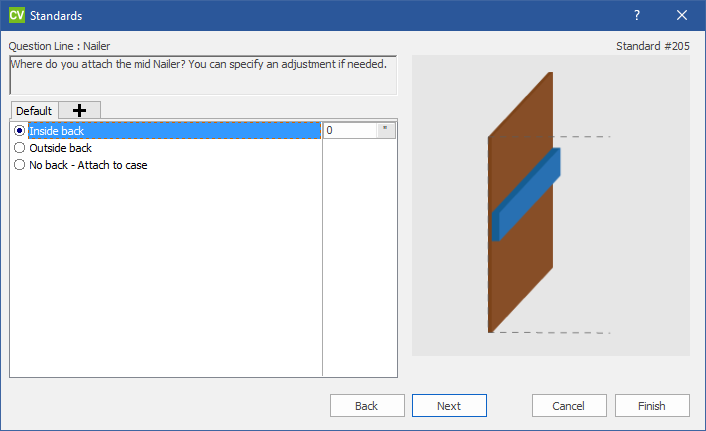 CV Standards
Question Line : Nailer
Standard #205
Where do you attach the mid Nailer? You can specify an adjustment if needed.
Default
Inside back
0 "
Outside back
No back - Attach to case
Back
Next
Cancel
Finish